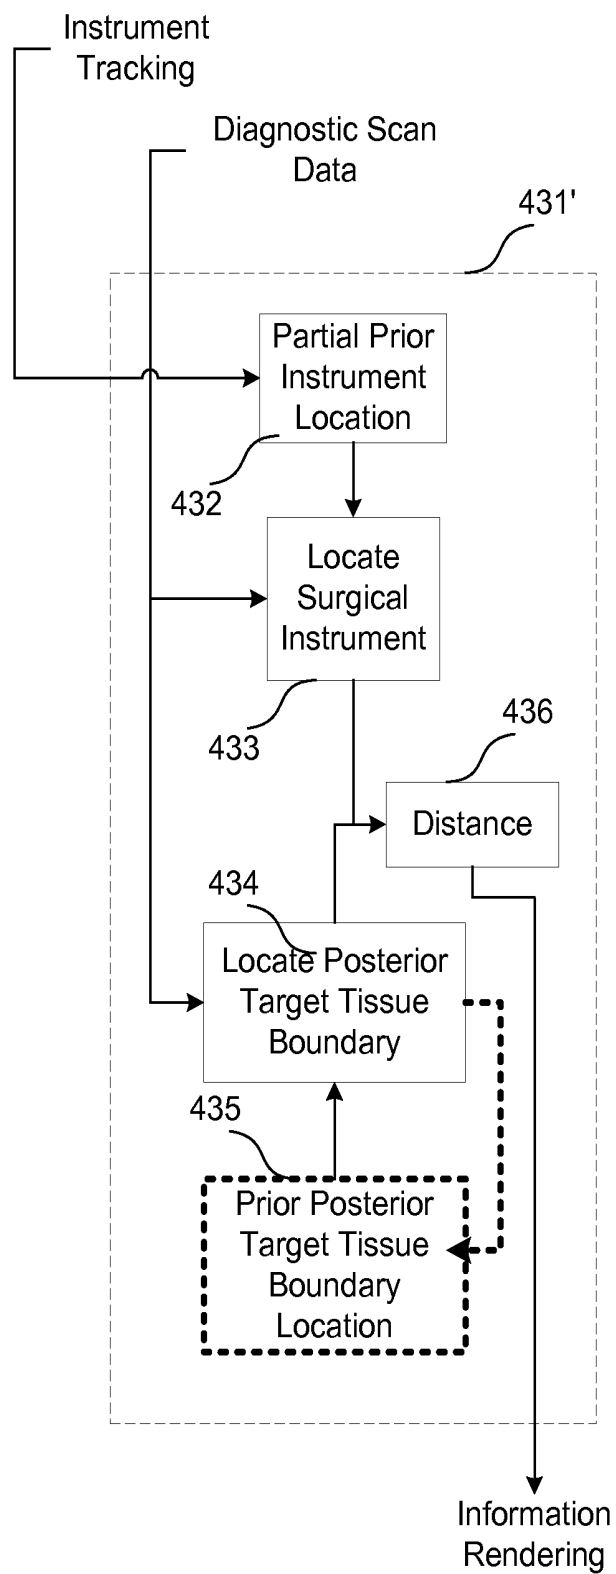 Instrument
Tracking
Diagnostic Scan
Data
431'
Partial Prior
Instrument
Location
432
Locate
Surgical
Instrument
433
436
Distance
434
Locate Posterior
Target Tissue
Boundary
435
Prior Posterior
Target Tissue
Boundary
Location
Information
Rendering